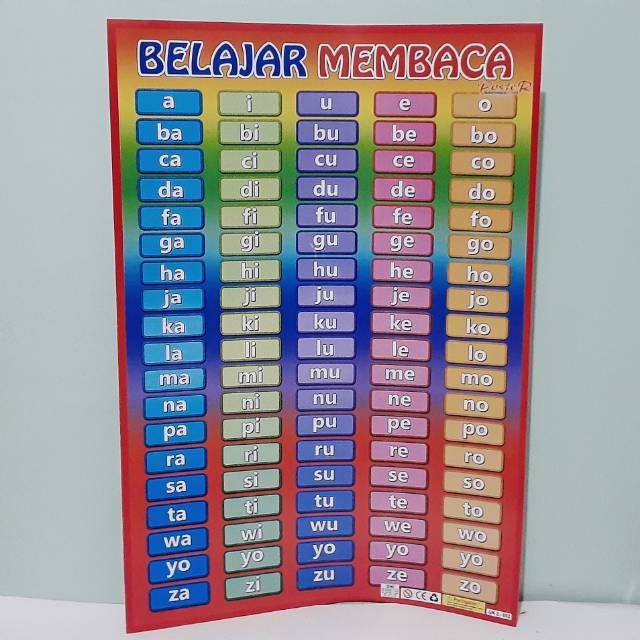 BELAJAR MEMBACA
PosteR
a i u e o
ba bi bu be bo
ca ci cu ce co
da di du de do
fa fi fu fe fo
ga gi gu ge go
ha hi hu he ho
ja ji ju je jo
ka ki ku ke ko
la li lu le lo
ma mi mu me mo
na ni nu ne no
pa pi pu pe po
ra ri ru re ro
sa si su se so
ta ti tu te to
wa wi wu we wo
yo yo yo yo yo
za zi zu ze zo
CE